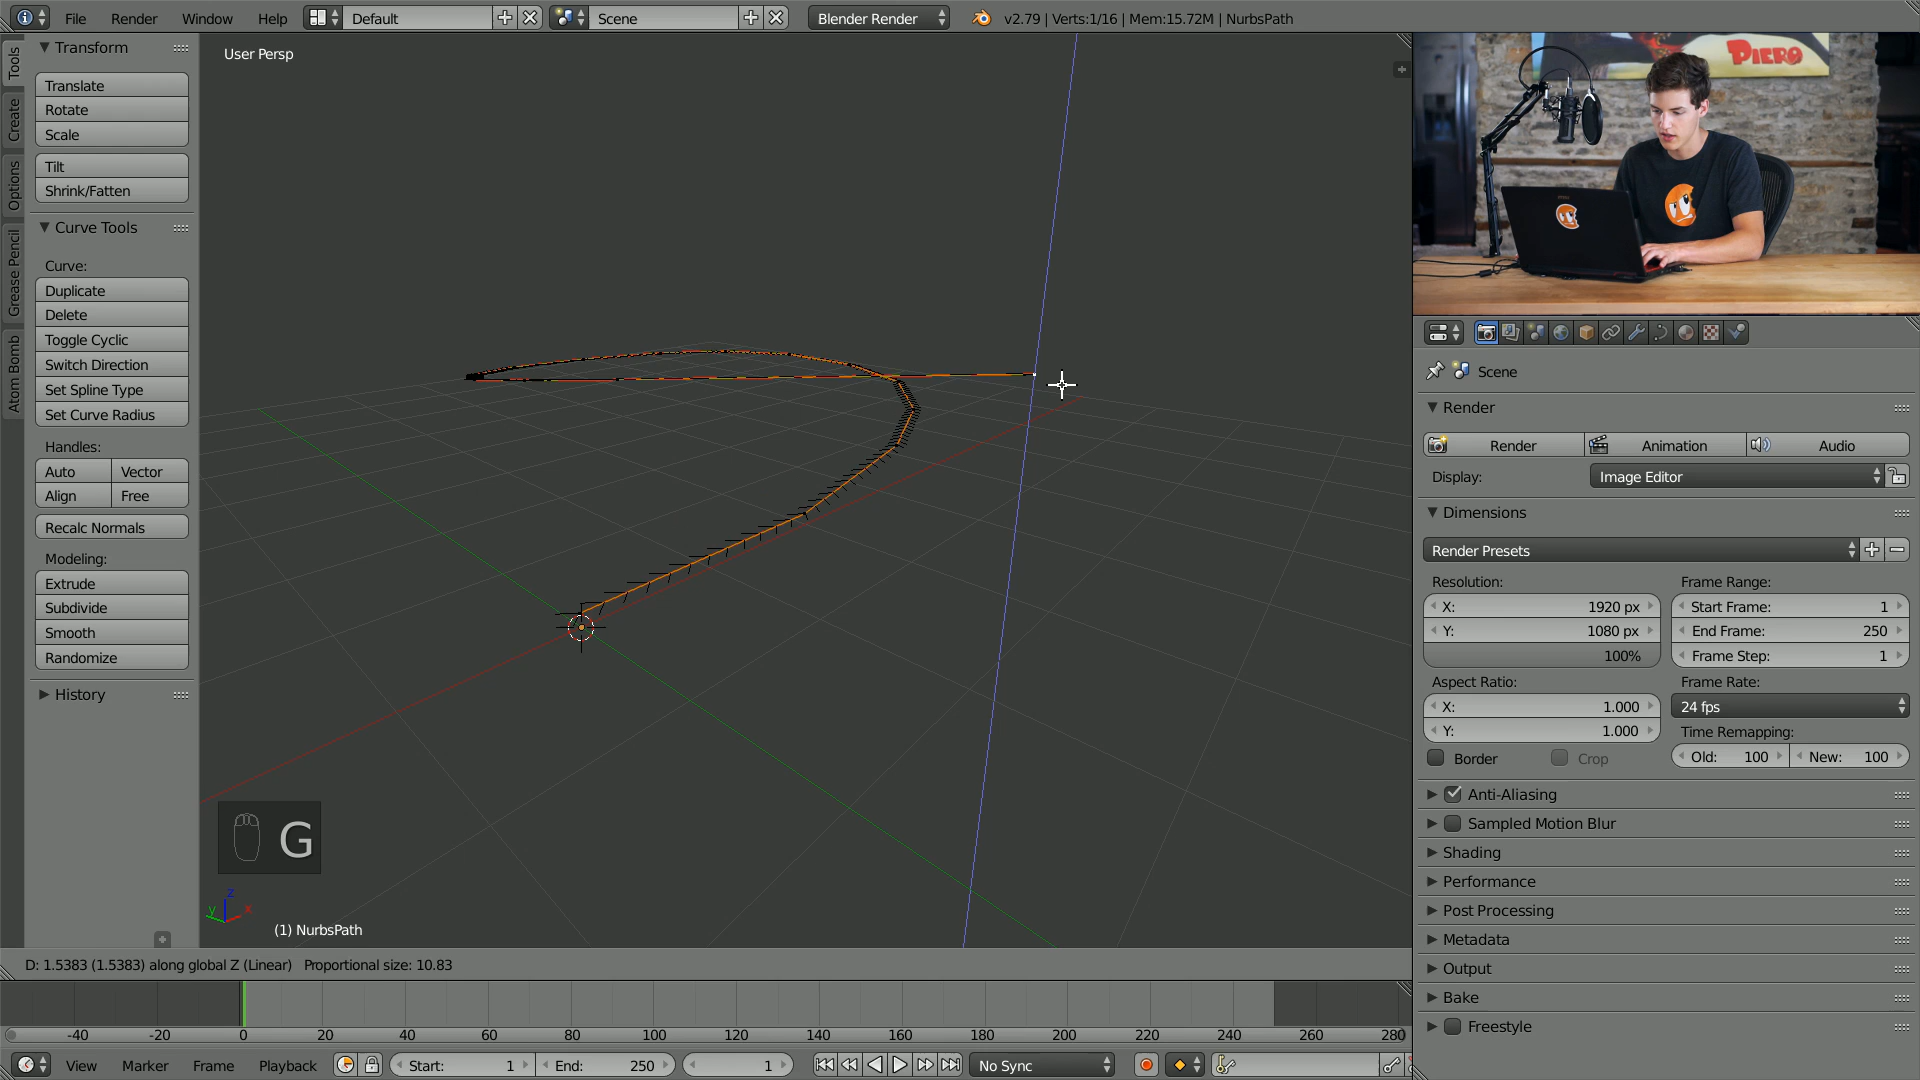 File Render Window Help Default Scene Blender Render v2.79 | Verts:1/16 | Mem:15.72M | NurbsPath
Tools
Create
Options
Grease Pencil
Atom Bomb
Transform
Translate
Rotate
Scale
Tilt
Shrink/Fatten
Curve Tools
Curve:
Duplicate
Delete
Toggle Cyclic
Switch Direction
Set Spline Type
Set Curve Radius
Handles:
Auto Vector
Align Free
Recalc Normals
Modeling:
Extrude
Subdivide
Smooth
Randomize
History
User Persp
G
z
y x
(1) NurbsPath
D: 1.5383 (1.5383) along global Z (Linear) Proportional size: 10.83
PIERO
Scene
Render
Render Animation Audio
Display: Image Editor
Dimensions
Render Presets
Resolution: Frame Range:
X: 1920 px Start Frame: 1
Y: 1080 px End Frame: 250
100% Frame Step: 1
Aspect Ratio: Frame Rate:
X: 1.000 24 fps
Y: 1.000 Time Remapping:
Border Crop Old: 100 New: 100
Anti-Aliasing
Sampled Motion Blur
Shading
Performance
Post Processing
Metadata
Output
Bake
Freestyle
-40 -20 0 20 40 60 80 100 120 140 160 180 200 220 240 260 280
View Marker Frame Playback Start: 1 End: 250 1 No Sync